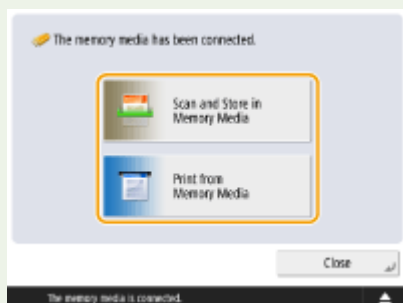 The memory media has been connected.
Scan and Store in
Memory Media
Print from
Memory Media
Close
The memory media is connected.